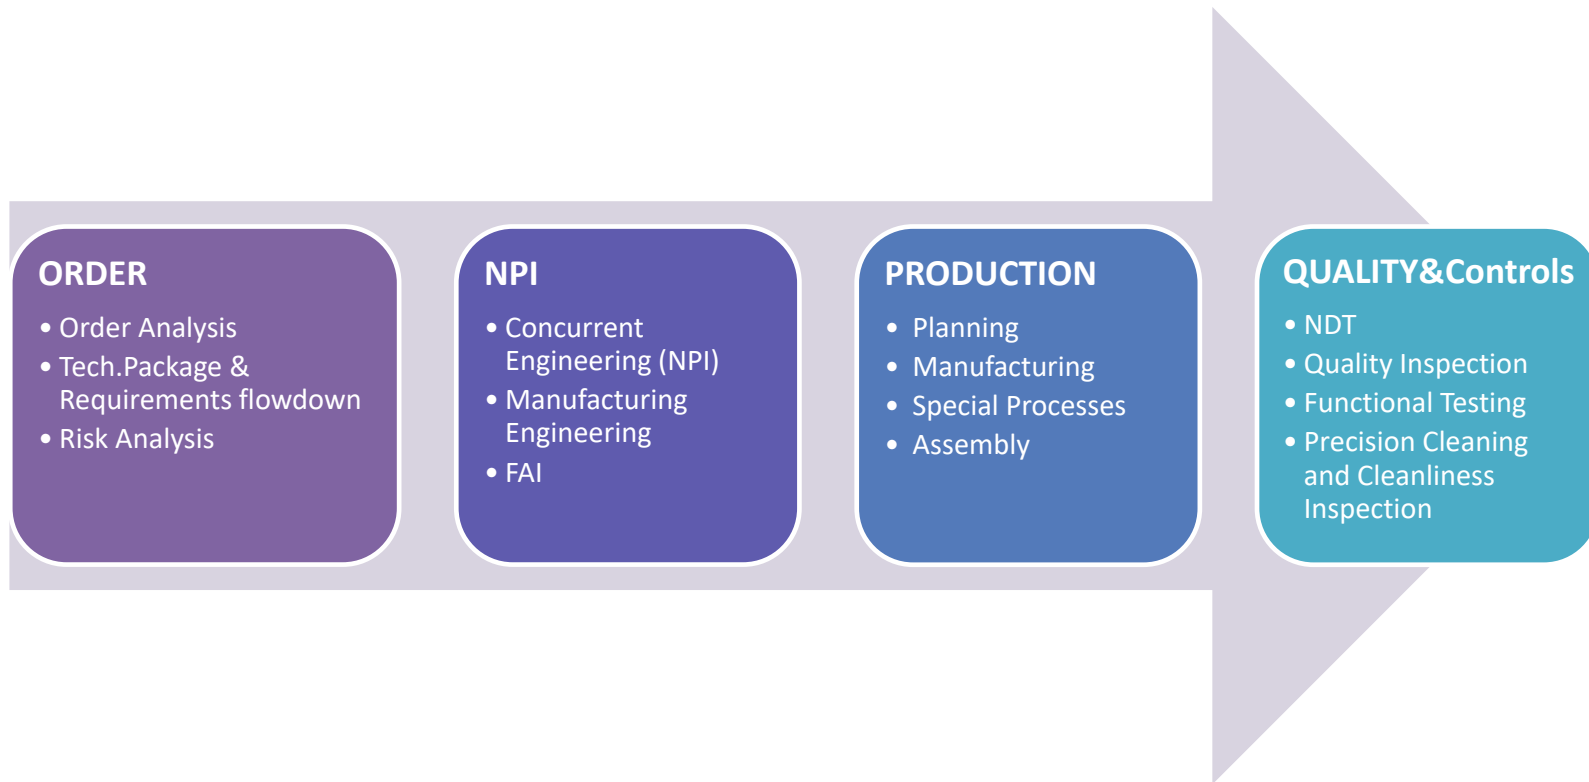 ORDER
• Order Analysis
• Tech.Package &
Requirements flowdown
• Risk Analysis
NPI
• Concurrent
Engineering (NPI)
• Manufacturing
Engineering
• FAI
PRODUCTION
• Planning
• Manufacturing
• Special Processes
• Assembly
QUALITY&Controls
• NDT
• Quality Inspection
• Functional Testing
• Precision Cleaning
and Cleanliness
Inspection